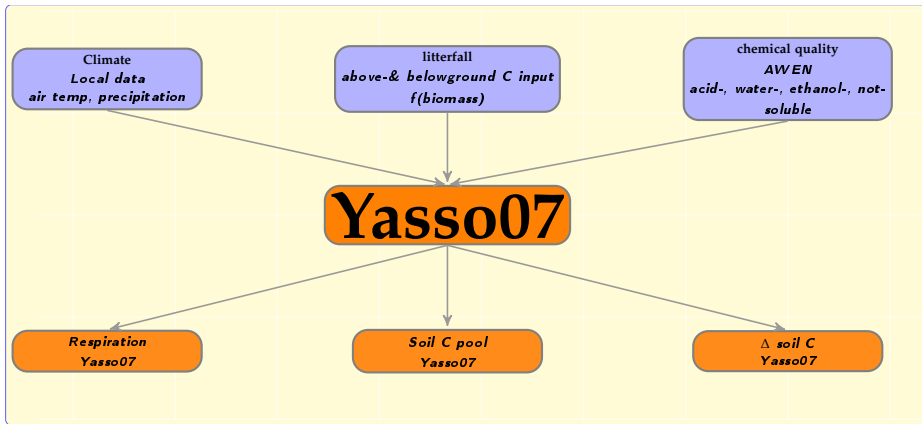 Climate
Local data
air temp, precipitation
litterfall
above-& belowground C input
f(biomass)
chemical quality
AWEN
acid-, water-, ethanol-, not-
soluble
Yasso07
Respiration
Yasso07
Soil C pool
Yasso07
Δ soil C
Yasso07